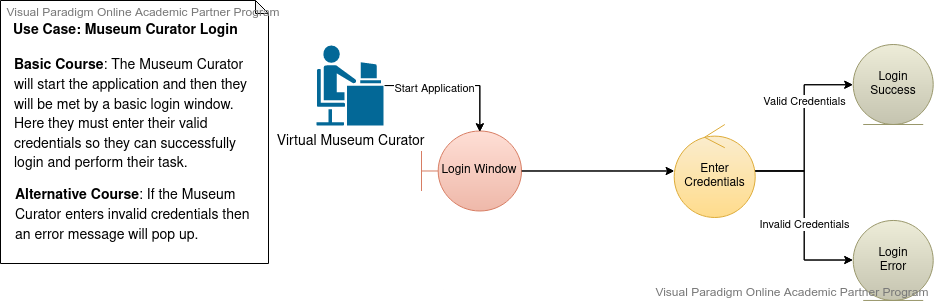 Visual Paradigm Online Academic Partner Program
Use Case: Museum Curator Login
Basic Course: The Museum Curator
will start the application and then they
will be met by a basic login window.
Here they must enter their valid
credentials so they can successfully
login and perform their task.
Alternative Course: If the Museum
Curator enters invalid credentials then
an error message will pop up.
Start Application
Virtual Museum Curator
Login Window
Enter
Credentials
Valid Credentials
Login
Success
Invalid Credentials
Login
Error
Visual Paradigm Online Academic Partner Program